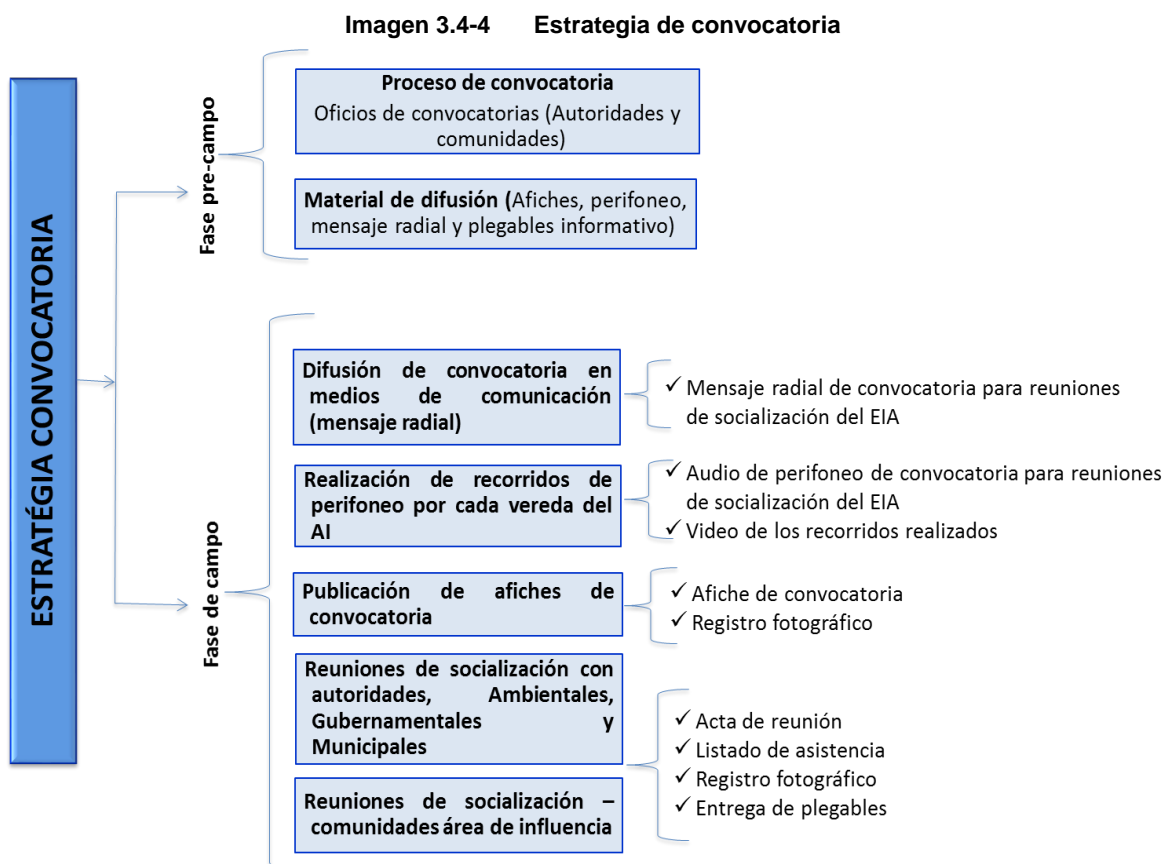 Imagen 3.4-4 Estrategia de convocatoria
ESTRATÉGIA CONVOCATORIA
Fase pre-campo
Proceso de convocatoria
Oficios de convocatorias (Autoridades y
comunidades)
Material de difusión (Afiches, perifoneo,
mensaje radial y plegables informativo)
Fase de campo
Difusión de convocatoria en
medios de comunicación
(mensaje radial)
✓ Mensaje radial de convocatoria para reuniones
de socialización del EIA
Realización de recorridos de
perifoneo por cada vereda del
AI
✓ Audio de perifoneo de convocatoria para reuniones
de socialización del EIA
✓ Video de los recorridos realizados
Publicación de afiches de
convocatoria
✓ Afiche de convocatoria
✓ Registro fotográfico
Reuniones de socialización con
autoridades, Ambientales,
Gubernamentales y
Municipales
Reuniones de socialización –
comunidades área de influencia
✓ Acta de reunión
✓ Listado de asistencia
✓ Registro fotográfico
✓ Entrega de plegables